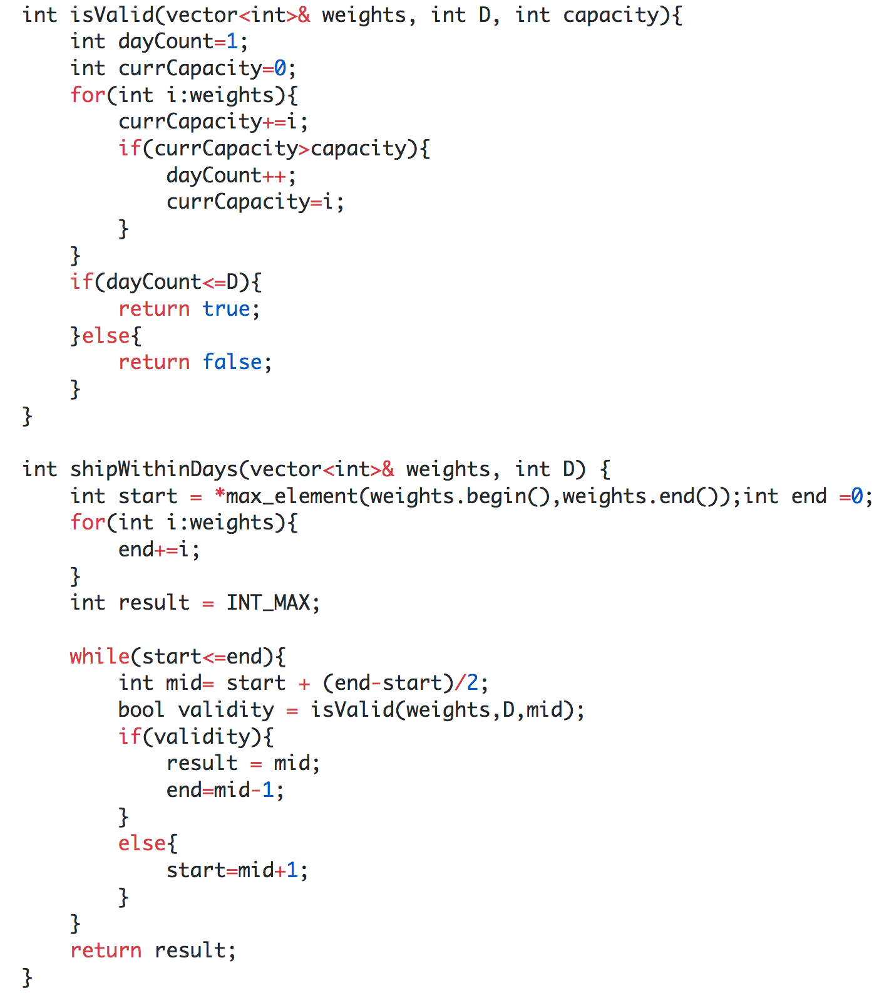 int isValid(vector<int>& weights, int D, int capacity){
    int dayCount=1;
    int currCapacity=0;
    for(int i:weights){
        currCapacity+=i;
        if(currCapacity>capacity){
            dayCount++;
            currCapacity=i;
        }
    }
    if(dayCount<=D){
        return true;
    }else{
        return false;
    }
}

int shipWithinDays(vector<int>& weights, int D) {
    int start = *max_element(weights.begin(),weights.end());int end =0;
    for(int i:weights){
        end+=i;
    }
    int result = INT_MAX;

    while(start<=end){
        int mid= start + (end-start)/2;
        bool validity = isValid(weights,D,mid);
        if(validity){
            result = mid;
            end=mid-1;
        }
        else{
            start=mid+1;
        }
    }
    return result;
}